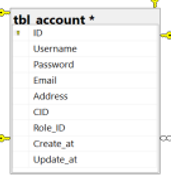 tbl_account *
ID
Username
Password
Email
Address
CID
Role_ID
Create_at
Update_at